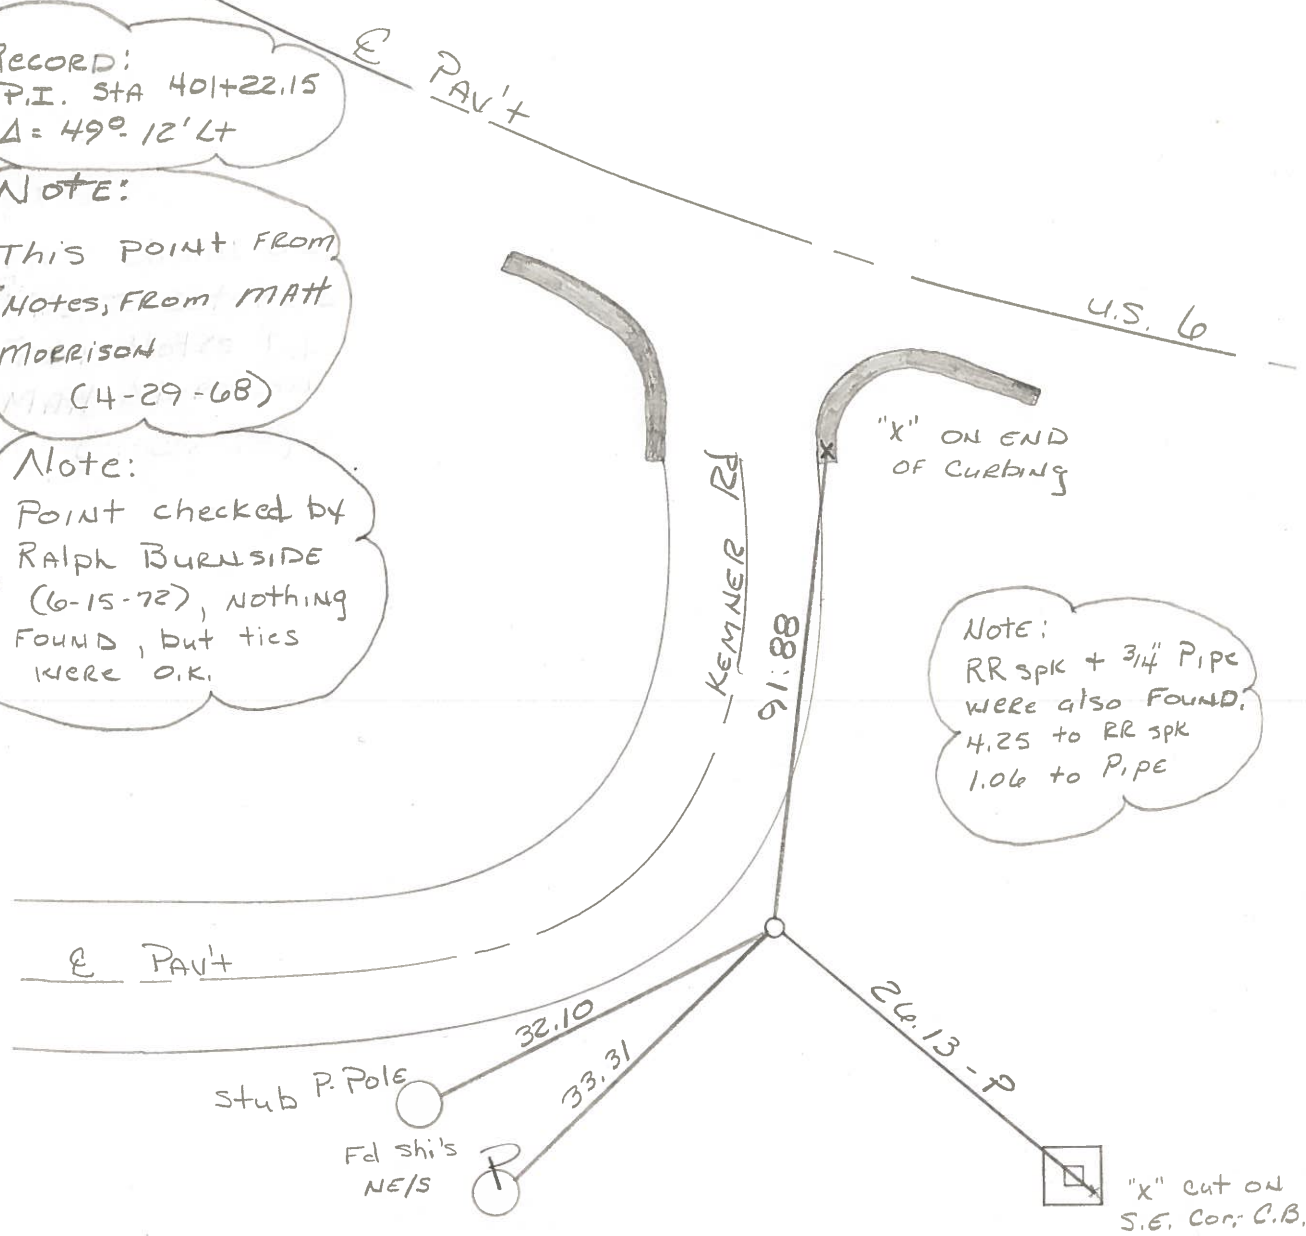 RECORD:
P.I. StA 401+22.15
Δ = 49°-12' Lt
NOTE:
This POINt FROM
NOtes, FROM MAtt
MORRISON
(4-29-68)
Note:
POINt checked by
RAlph BURNSIDE
(6-15-72), NOtHING
FOUND, but ties
WERE O.K.
℄ PAV't
U.S. 6
"X" ON END
OF CURBING
KEMNER Rd
91.88
Note:
RR spk + 3/4" PIPE
WERE also FOUND.
4.25 to RR spk
1.06 to PIPE
℄ PAV't
32.10
33.31
26.13 - P
Stub P. POLE
Fd shi's
NE/S
P
"X" cut on
S.E. Cor. C.B.